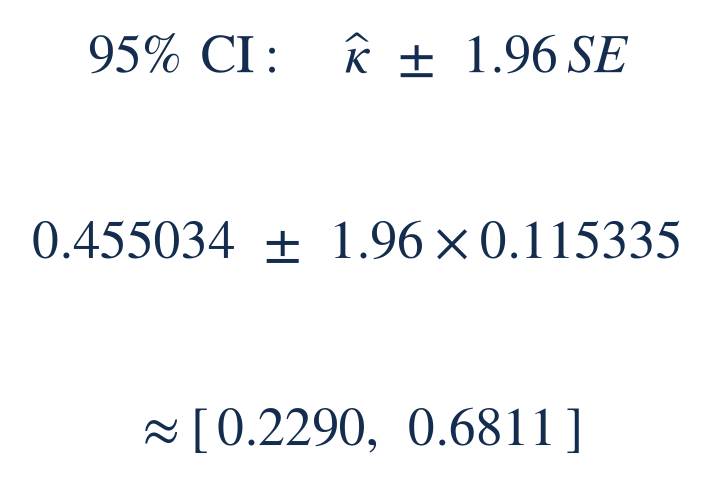 95% CI: κ̂ ± 1.96 SE
0.455034 ± 1.96 × 0.115335
≈ [ 0.2290, 0.6811 ]